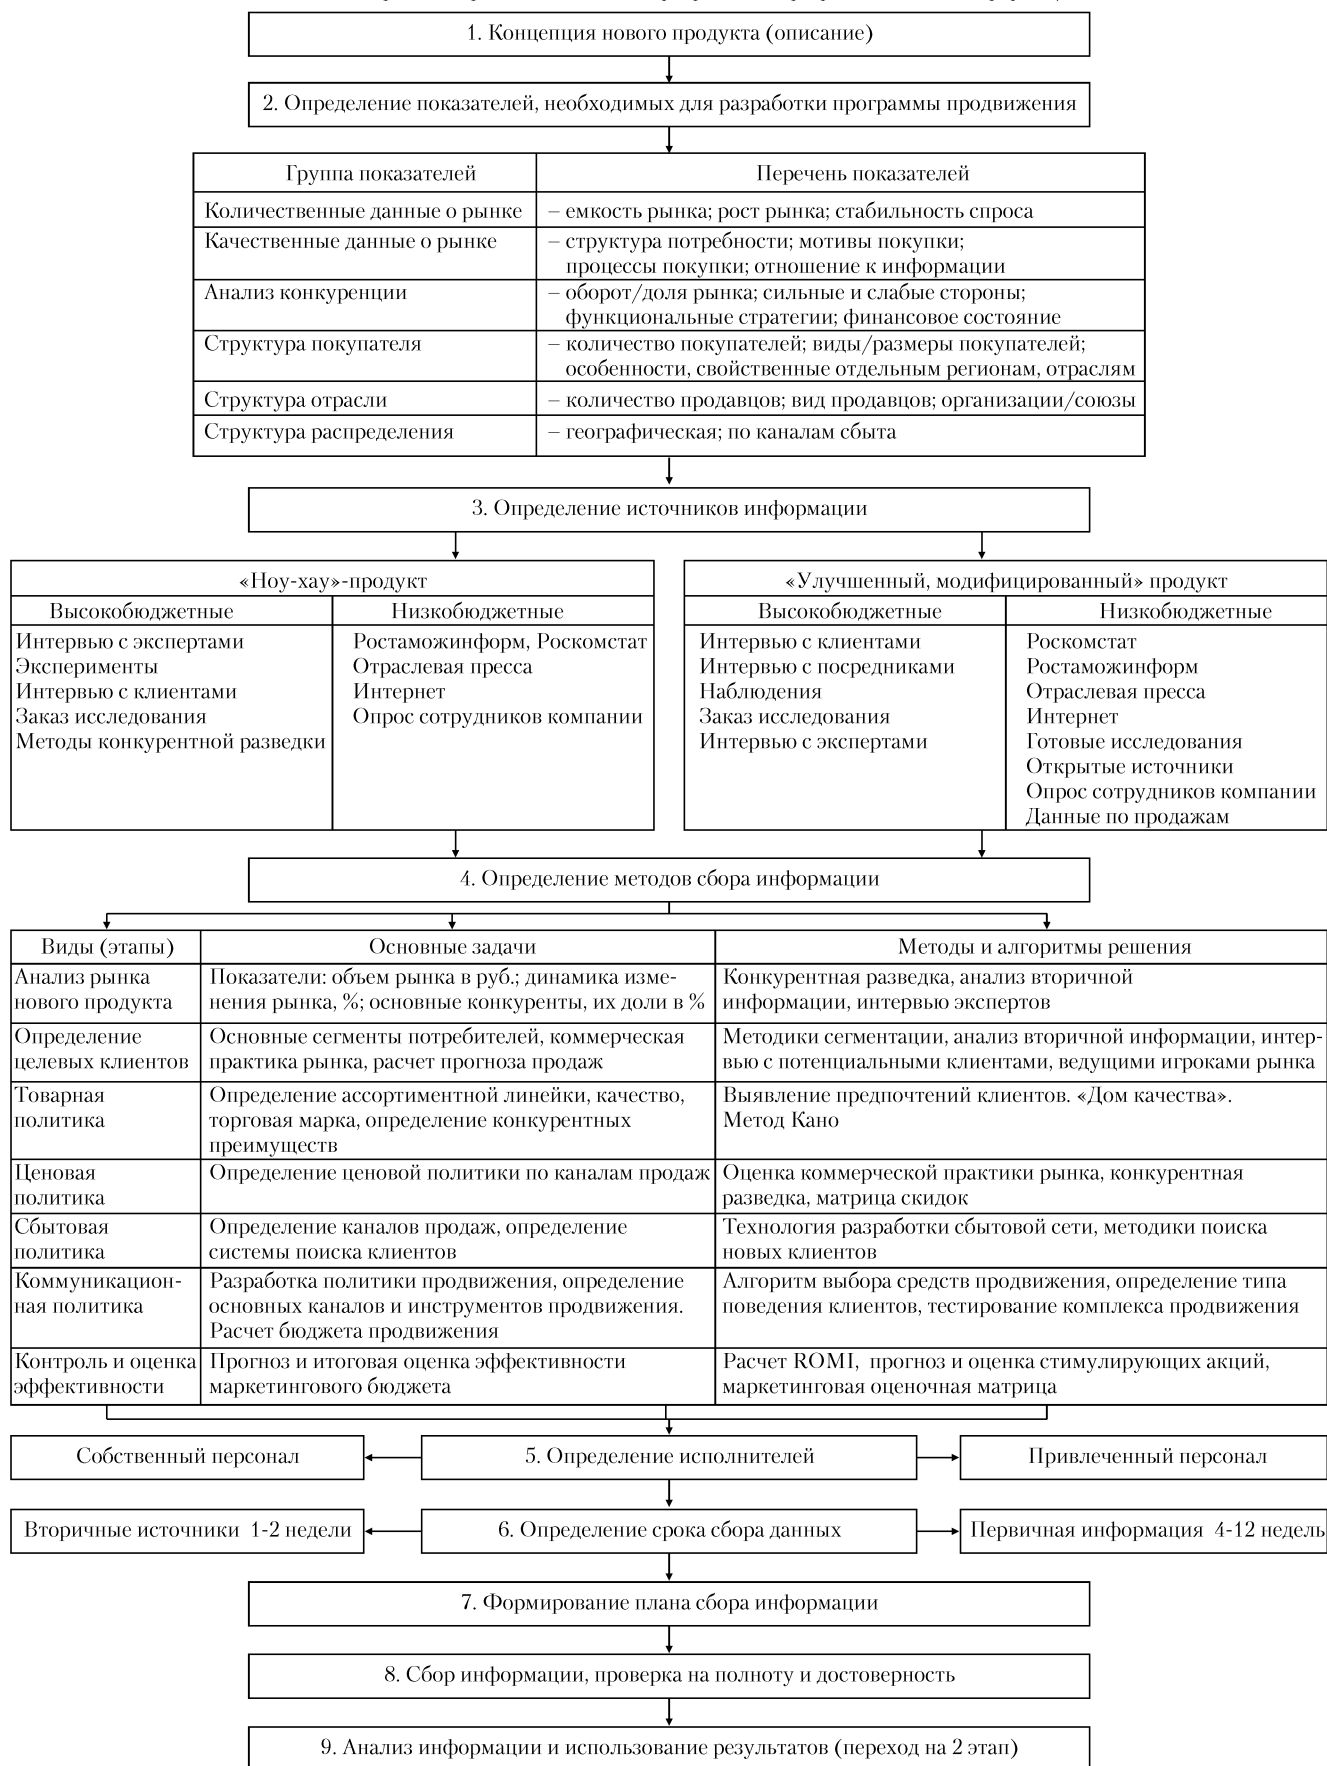 1. Концепция нового продукта (описание)
2. Определение показателей, необходимых для разработки программы продвижения
Группа показателей
Перечень показателей
Количественные данные о рынке
– емкость рынка; рост рынка; стабильность спроса
Качественные данные о рынке
– структура потребности; мотивы покупки;
процессы покупки; отношение к информации
Анализ конкуренции
– оборот/доля рынка; сильные и слабые стороны;
функциональные стратегии; финансовое состояние
Структура покупателя
– количество покупателей; виды/размеры покупателей;
особенности, свойственные отдельным регионам, отраслям
Структура отрасли
– количество продавцов; вид продавцов; организации/союзы
Структура распределения
– географическая; по каналам сбыта
3. Определение источников информации
«Ноу-хау»-продукт
Высокобюджетные
Низкобюджетные
Интервью с экспертами
Эксперименты
Интервью с клиентами
Заказ исследования
Методы конкурентной разведки
Ростаможинформ, Роскомстат
Отраслевая пресса
Интернет
Опрос сотрудников компании
«Улучшенный, модифицированный» продукт
Высокобюджетные
Низкобюджетные
Интервью с клиентами
Интервью с посредниками
Наблюдения
Заказ исследования
Интервью с экспертами
Роскомстат
Ростаможинформ
Отраслевая пресса
Интернет
Готовые исследования
Открытые источники
Опрос сотрудников компании
Данные по продажам
4. Определение методов сбора информации
Виды (этапы)
Основные задачи
Методы и алгоритмы решения
Анализ рынка
нового продукта
Показатели: объем рынка в руб.; динамика изме-
нения рынка, %; основные конкуренты, их доли в %
Конкурентная разведка, анализ вторичной
информации, интервью экспертов
Определение
целевых клиентов
Основные сегменты потребителей, коммерческая
практика рынка, расчет прогноза продаж
Методики сегментации, анализ вторичной информации, интер-
вью с потенциальными клиентами, ведущими игроками рынка
Товарная
политика
Определение ассортиментной линейки, качество,
торговая марка, определение конкурентных
преимуществ
Выявление предпочтений клиентов. «Дом качества».
Метод Кано
Ценовая
политика
Определение ценовой политики по каналам продаж
Оценка коммерческой практики рынка, конкурентная
разведка, матрица скидок
Сбытовая
политика
Определение каналов продаж, определение
системы поиска клиентов
Технология разработки сбытовой сети, методики поиска
новых клиентов
Коммуникацион-
ная политика
Разработка политики продвижения, определение
основных каналов и инструментов продвижения.
Расчет бюджета продвижения
Алгоритм выбора средств продвижения, определение типа
поведения клиентов, тестирование комплекса продвижения
Контроль и оценка
эффективности
Прогноз и итоговая оценка эффективности
маркетингового бюджета
Расчет ROMI, прогноз и оценка стимулирующих акций,
маркетинговая оценочная матрица
Собственный персонал
5. Определение исполнителей
Привлеченный персонал
Вторичные источники 1-2 недели
6. Определение срока сбора данных
Первичная информация 4-12 недель
7. Формирование плана сбора информации
8. Сбор информации, проверка на полноту и достоверность
9. Анализ информации и использование результатов (переход на 2 этап)